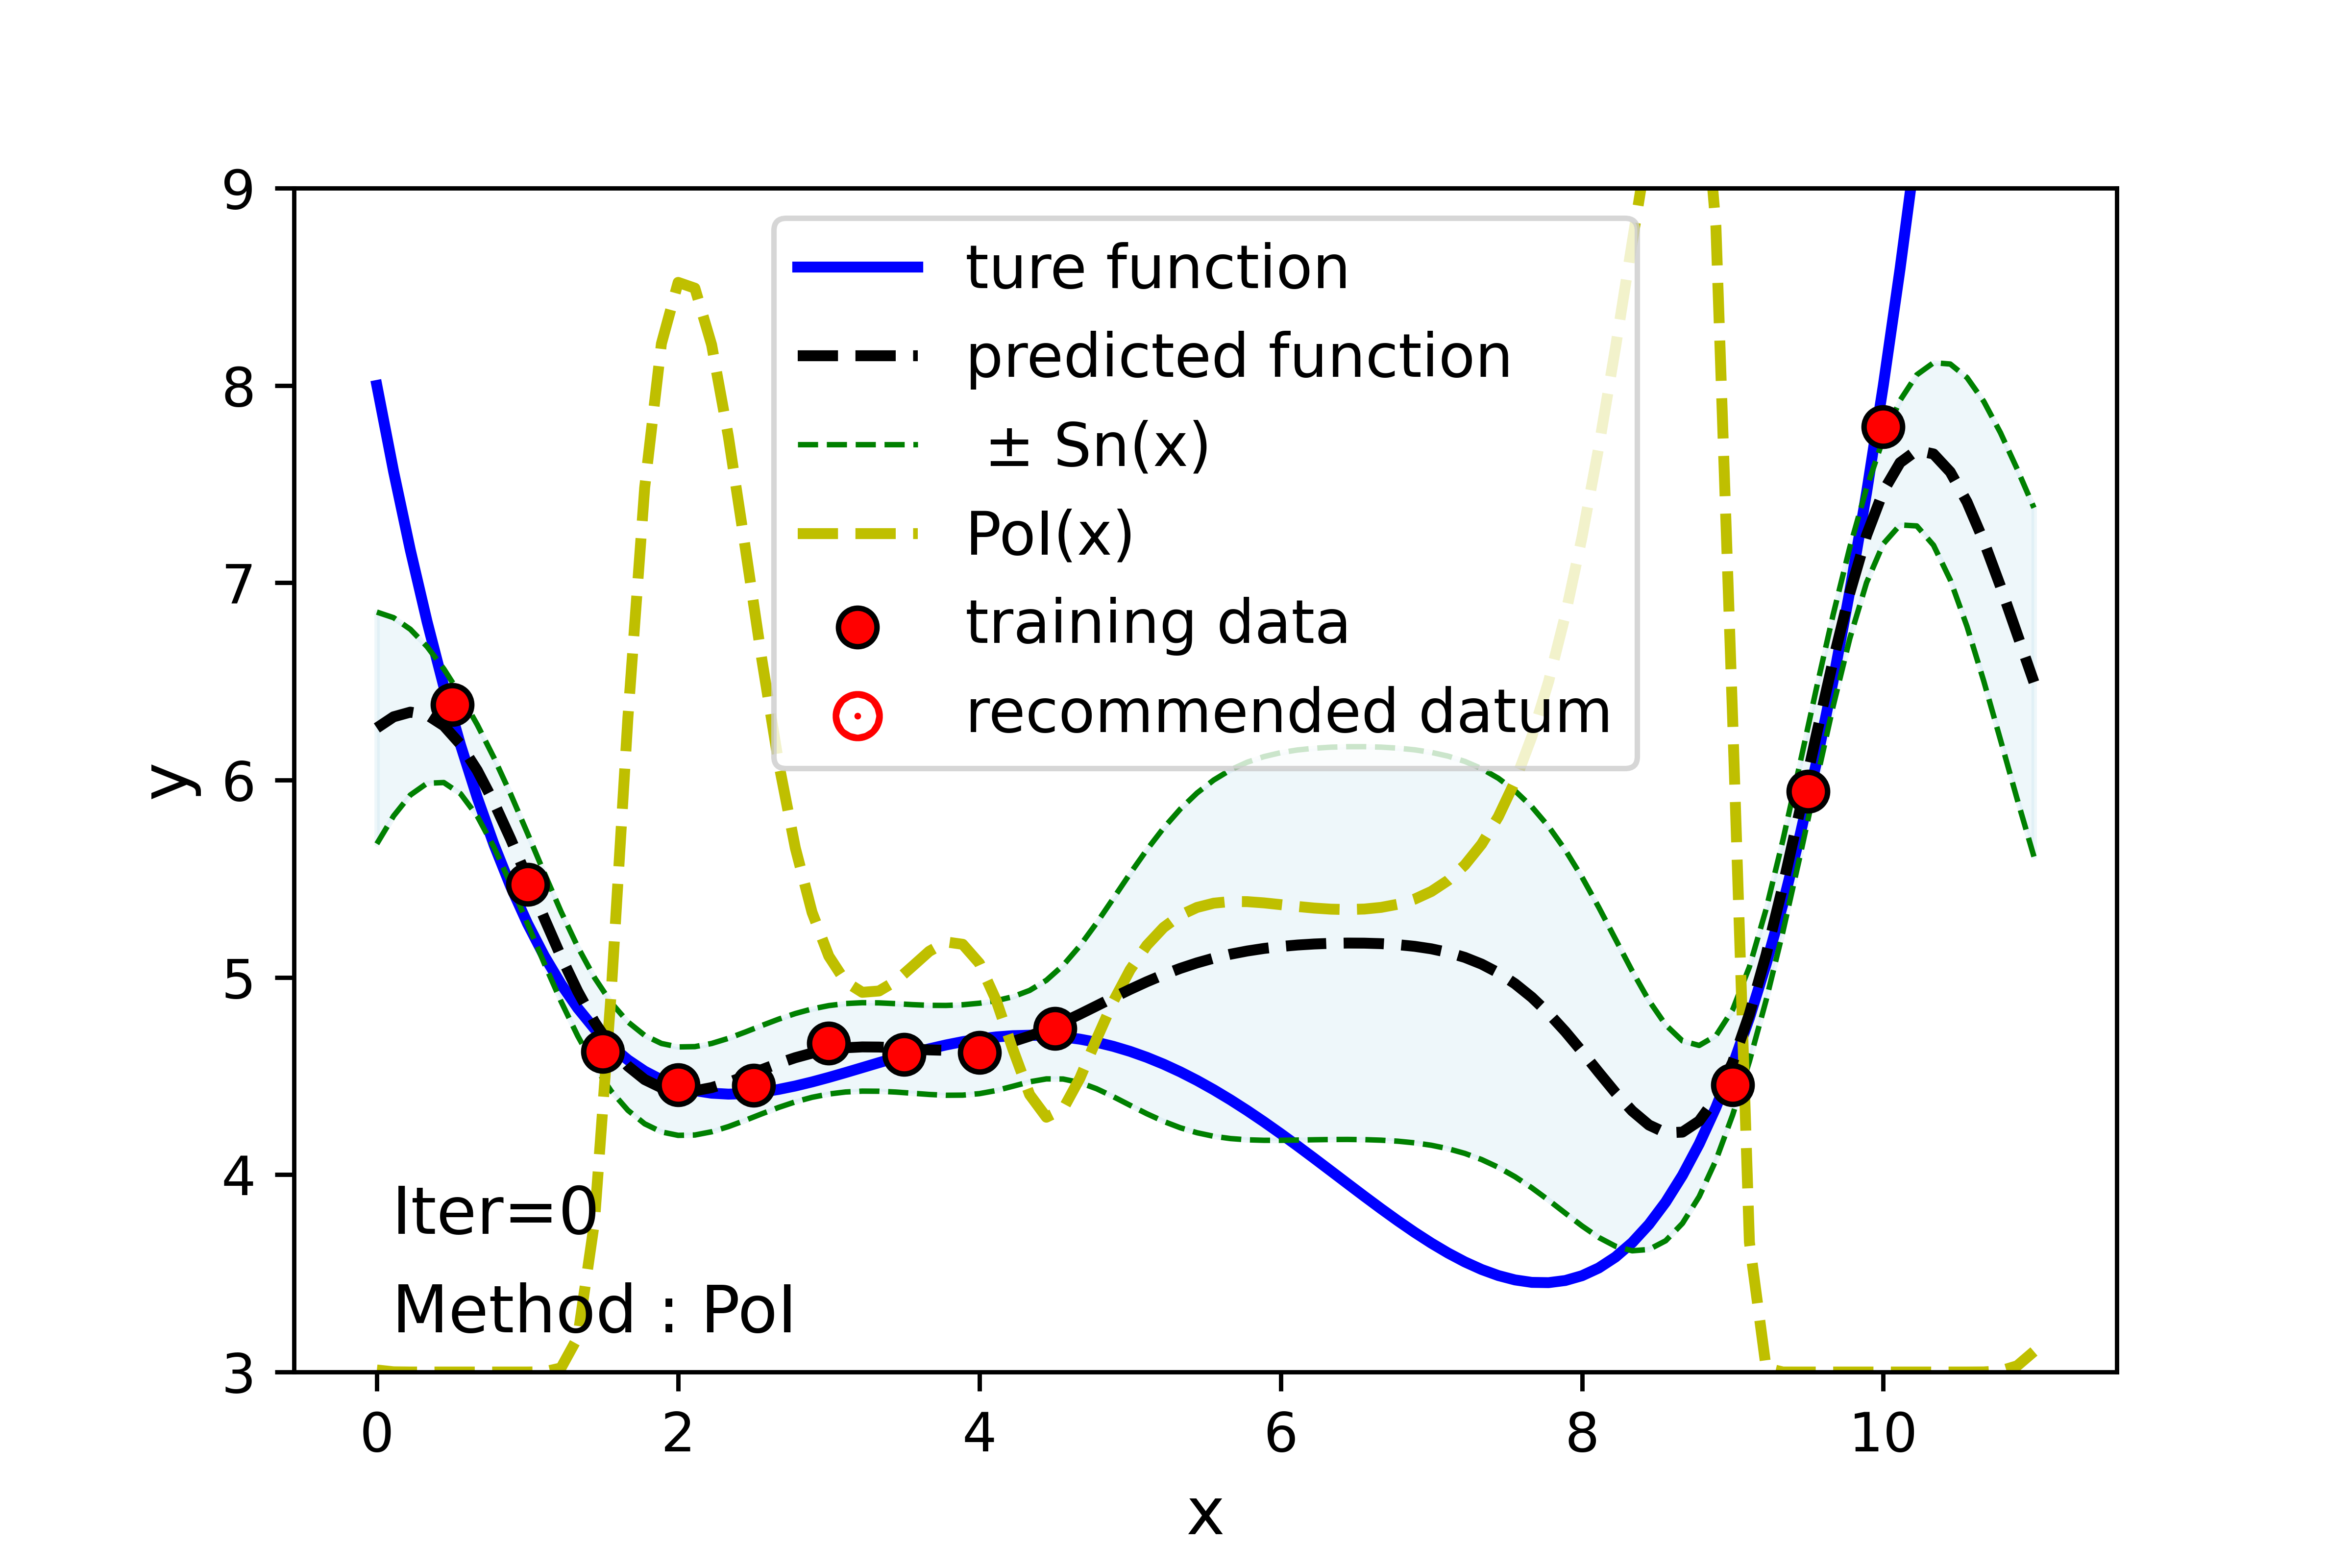 9
8
7
6
5
4
3
y
ture function
predicted function
± Sn(x)
PoI(x)
training data
recommended datum
Iter=0
Method : PoI
0 2 4 6 8 10
x